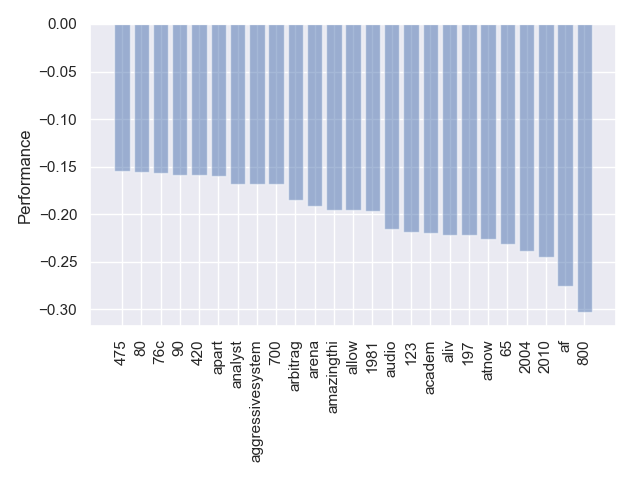 0.00
−0.05
−0.10
−0.15
−0.20
−0.25
−0.30
Performance
475
80
76c
90
420
apart
analyst
aggressivesystem
700
arbitrag
arena
amazingthi
allow
1981
audio
123
academ
aliv
197
atnow
65
2004
2010
af
800